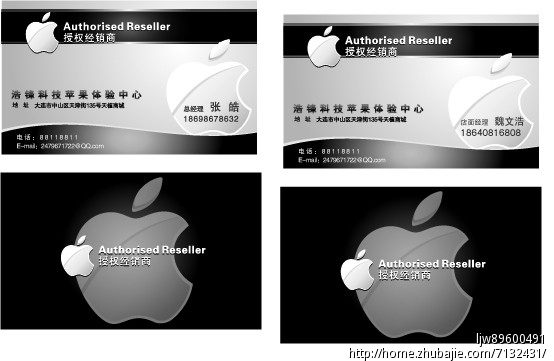 Authorised Reseller
授权经销商
浩臻科技苹果体验中心
地 址 大连市中山区天津街135号天植商城
总经理 张 皓
18698678632
电话：88118811
E-mail：2479671722@QQ.com
Authorised Reseller
授权经销商
浩臻科技苹果体验中心
地 址 大连市中山区天津街135号天植商城
店面经理 魏文浩
18640816808
电话：88118811
E-mail：2479671722@QQ.com
Authorised Reseller
授权经销商
Authorised Reseller
授权经销商
ljw89600491
http://home.zhubajie.com/7132431/